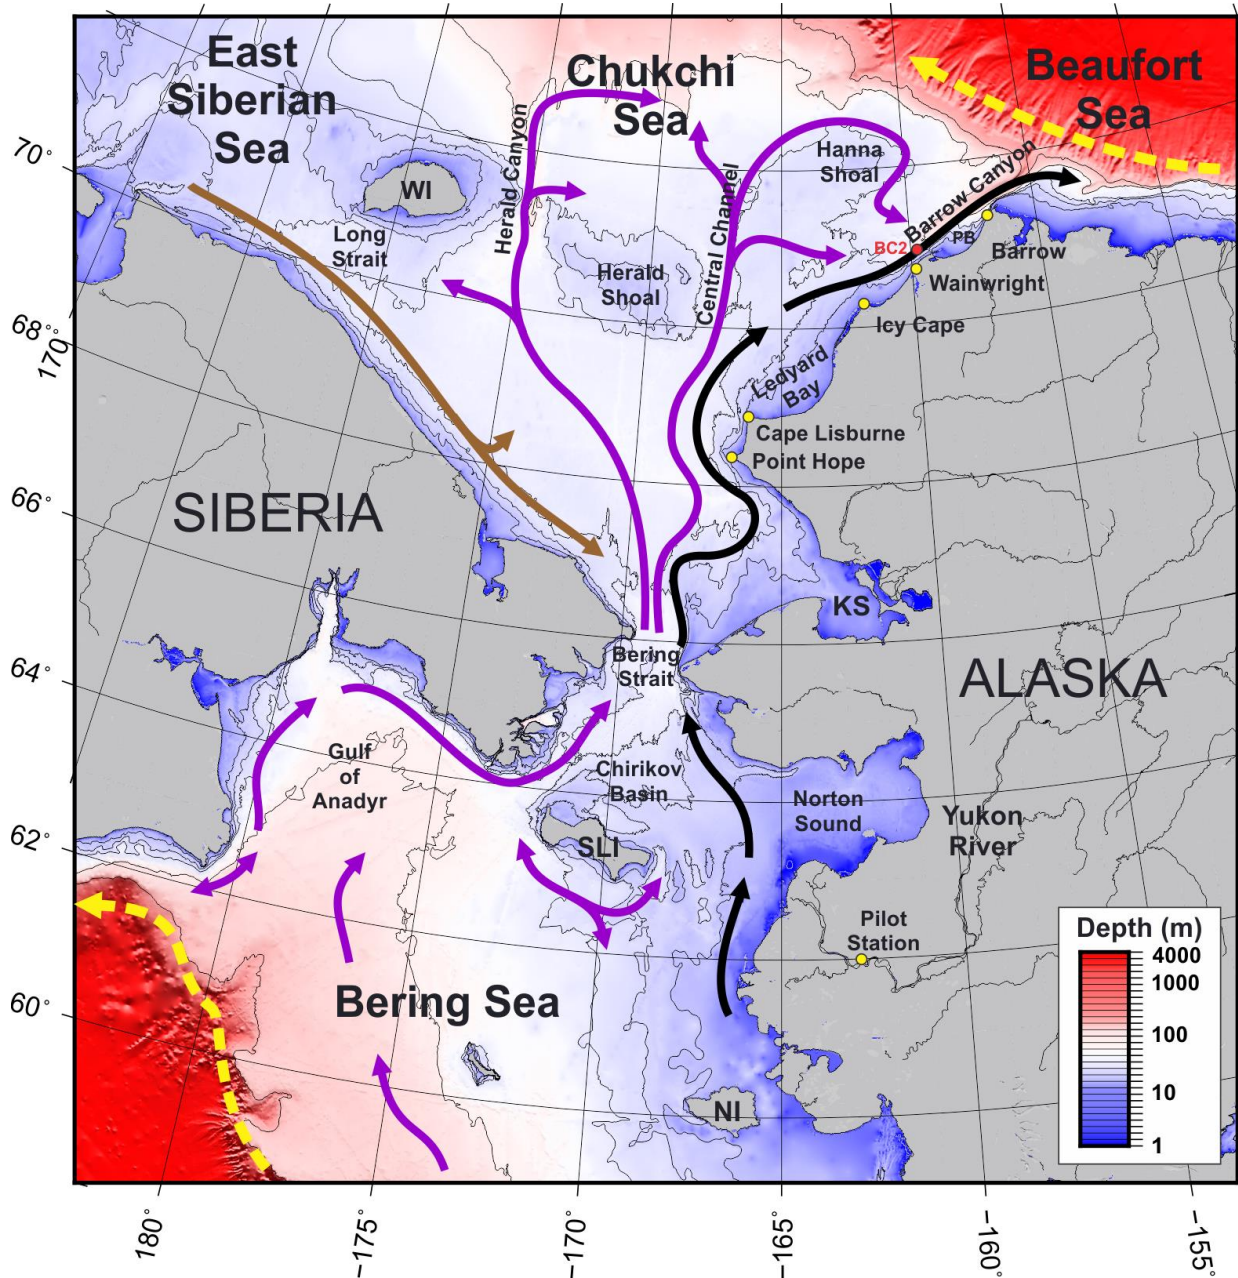 East
Siberian
Sea
Chukchi
Sea
Beaufort
Sea
70°
WI
Long
Strait
Herald Canyon
Herald
Shoal
Central Channel
Hanna
Shoal
Barrow Canyon
BC2
PB
Barrow
Wainwright
Icy Cape
68°
170°
Ledyard
Bay
Cape Lisburne
Point Hope
66°
SIBERIA
KS
Bering
Strait
ALASKA
64°
Gulf
of
Anadyr
Chirikov
Basin
Norton
Sound
Yukon
River
62°
SLI
Pilot
Station
Bering Sea
60°
NI
Depth (m)
4000
1000
100
10
1
180°
-175°
-170°
-165°
-160°
-155°